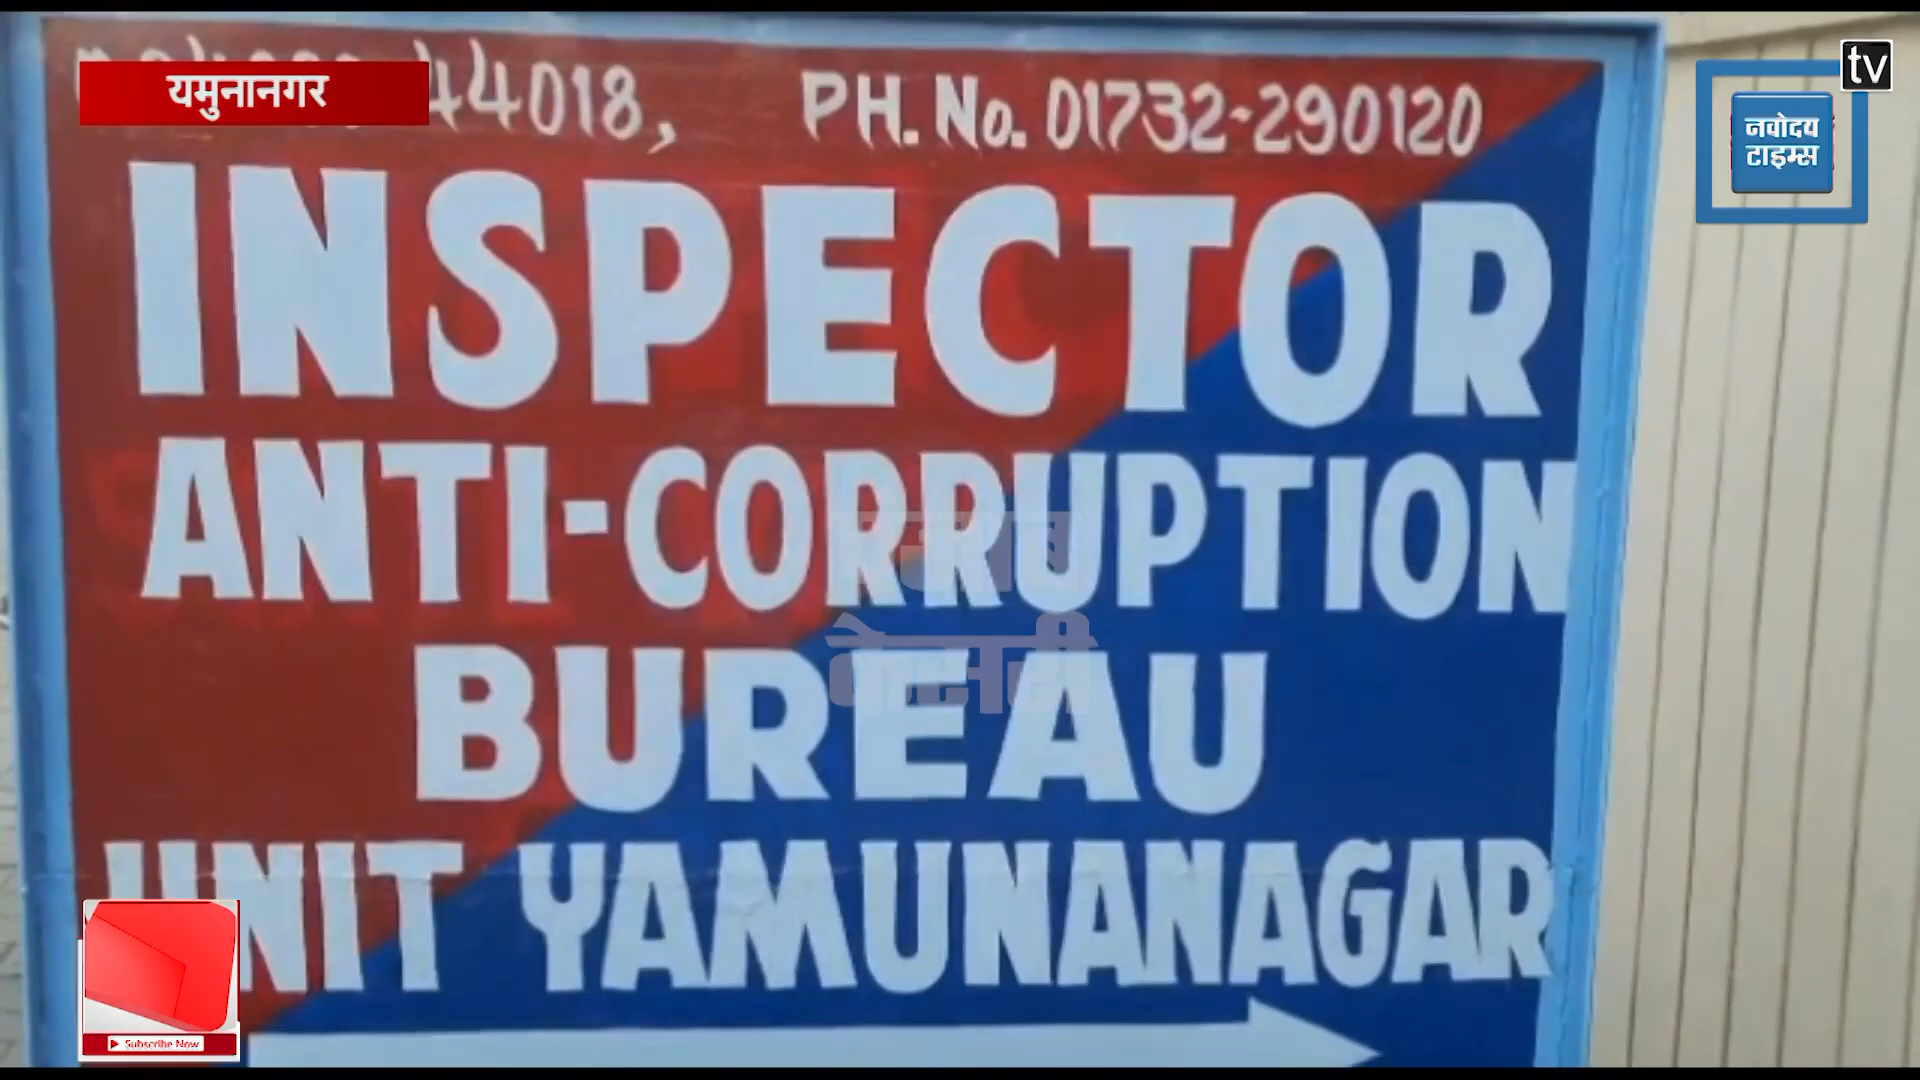 यमुनानगर
44018, PH. No. 01732-290120
INSPECTOR
ANTI-CORRUPTION
BUREAU
UNIT YAMUNANAGAR
tv
नवोदय
टाइम्स
केसरी
Subscribe Now